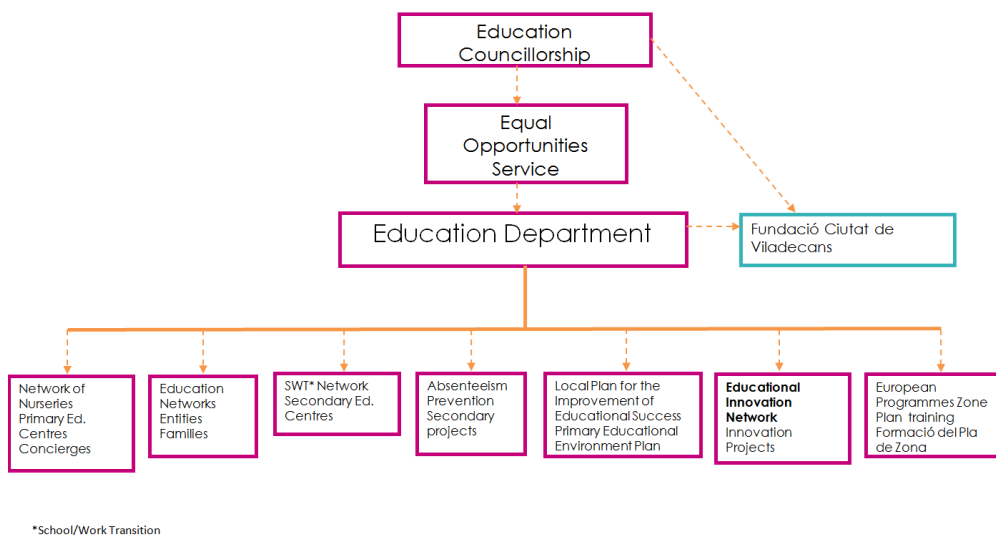 Education
Councillorship
Equal
Opportunities
Service
Education Department
Fundació Ciutat de
Viladecans
Network of
Nurseries
Primary Ed.
Centres
Concierges
Education
Networks
Entities
Families
SWT* Network
Secondary Ed.
Centres
Absenteeism
Prevention
Secondary
projects
Local Plan for the
Improvement of
Educational Success
Primary Educational
Environment Plan
Educational
Innovation
Network
Innovation
Projects
European
Programmes Zone
Plan training
Formació del Pla
de Zona
*School/Work Transition